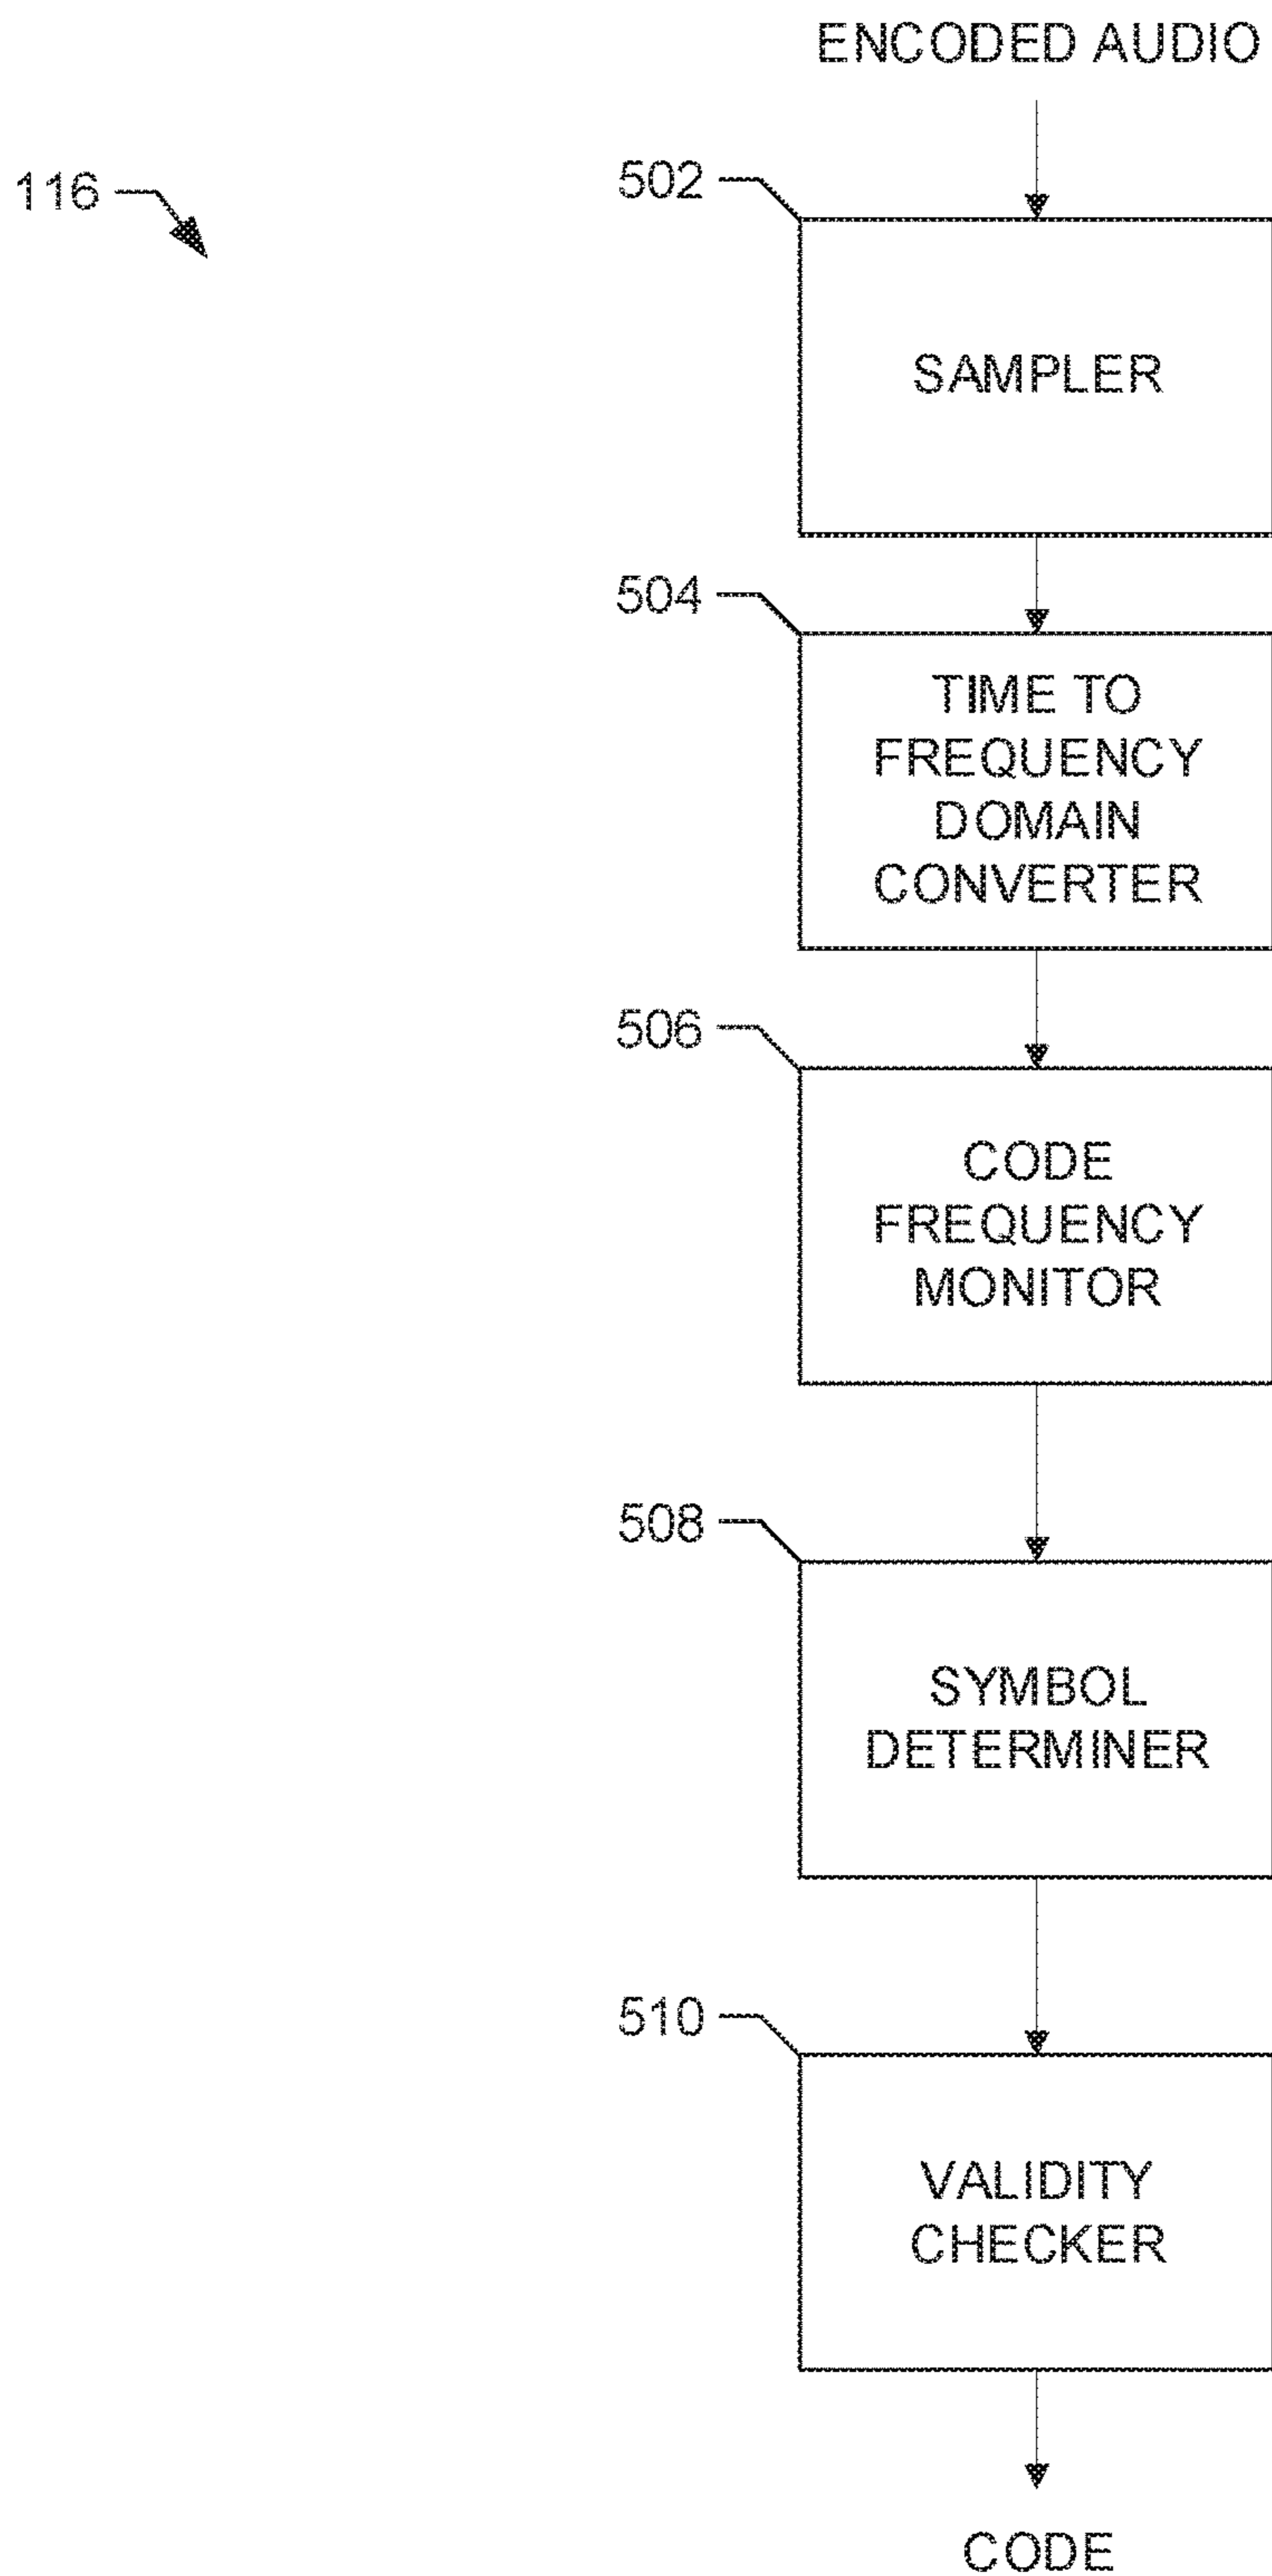 ENCODED AUDIO
116
502
SAMPLER
504
TIME TO
FREQUENCY
DOMAIN
CONVERTER
506
CODE
FREQUENCY
MONITOR
508
SYMBOL
DETERMINER
510
VALIDITY
CHECKER
CODE